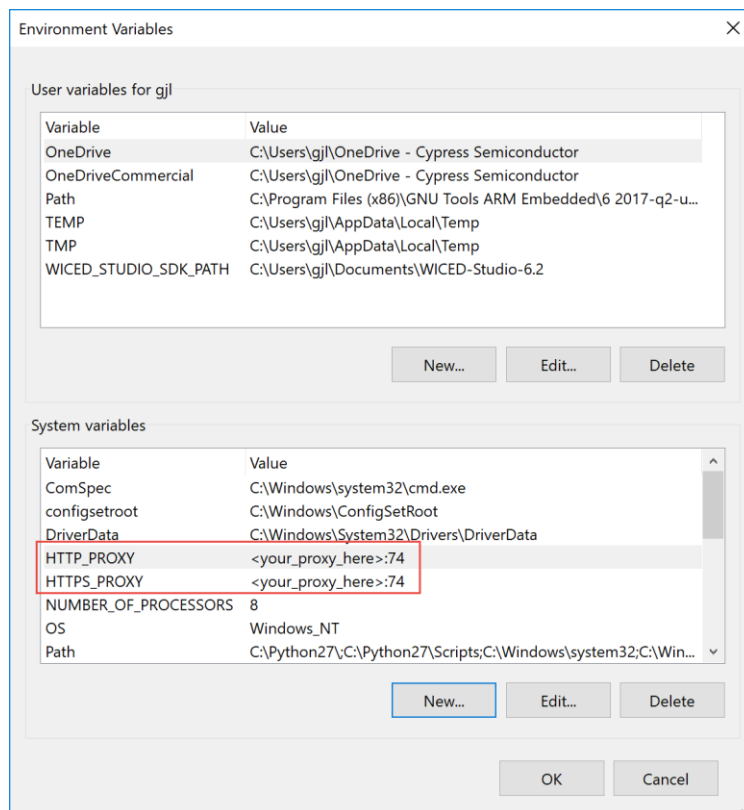 Environment Variables
User variables for gjl
Variable Value
OneDrive C:\Users\gjl\OneDrive - Cypress Semiconductor
OneDriveCommercial C:\Users\gjl\OneDrive - Cypress Semiconductor
Path C:\Program Files (x86)\GNU Tools ARM Embedded\6 2017-q2-u...
TEMP C:\Users\gjl\AppData\Local\Temp
TMP C:\Users\gjl\AppData\Local\Temp
WICED_STUDIO_SDK_PATH C:\Users\gjl\Documents\WICED-Studio-6.2
New... Edit... Delete
System variables
Variable Value
ComSpec C:\Windows\system32\cmd.exe
configsetroot C:\Windows\ConfigSetRoot
DriverData C:\Windows\System32\Drivers\DriverData
HTTP_PROXY <your_proxy_here>:74
HTTPS_PROXY <your_proxy_here>:74
NUMBER_OF_PROCESSORS 8
OS Windows_NT
Path C:\Python27\;C:\Python27\Scripts;C:\Windows\system32;C:\Win...
New... Edit... Delete
OK Cancel